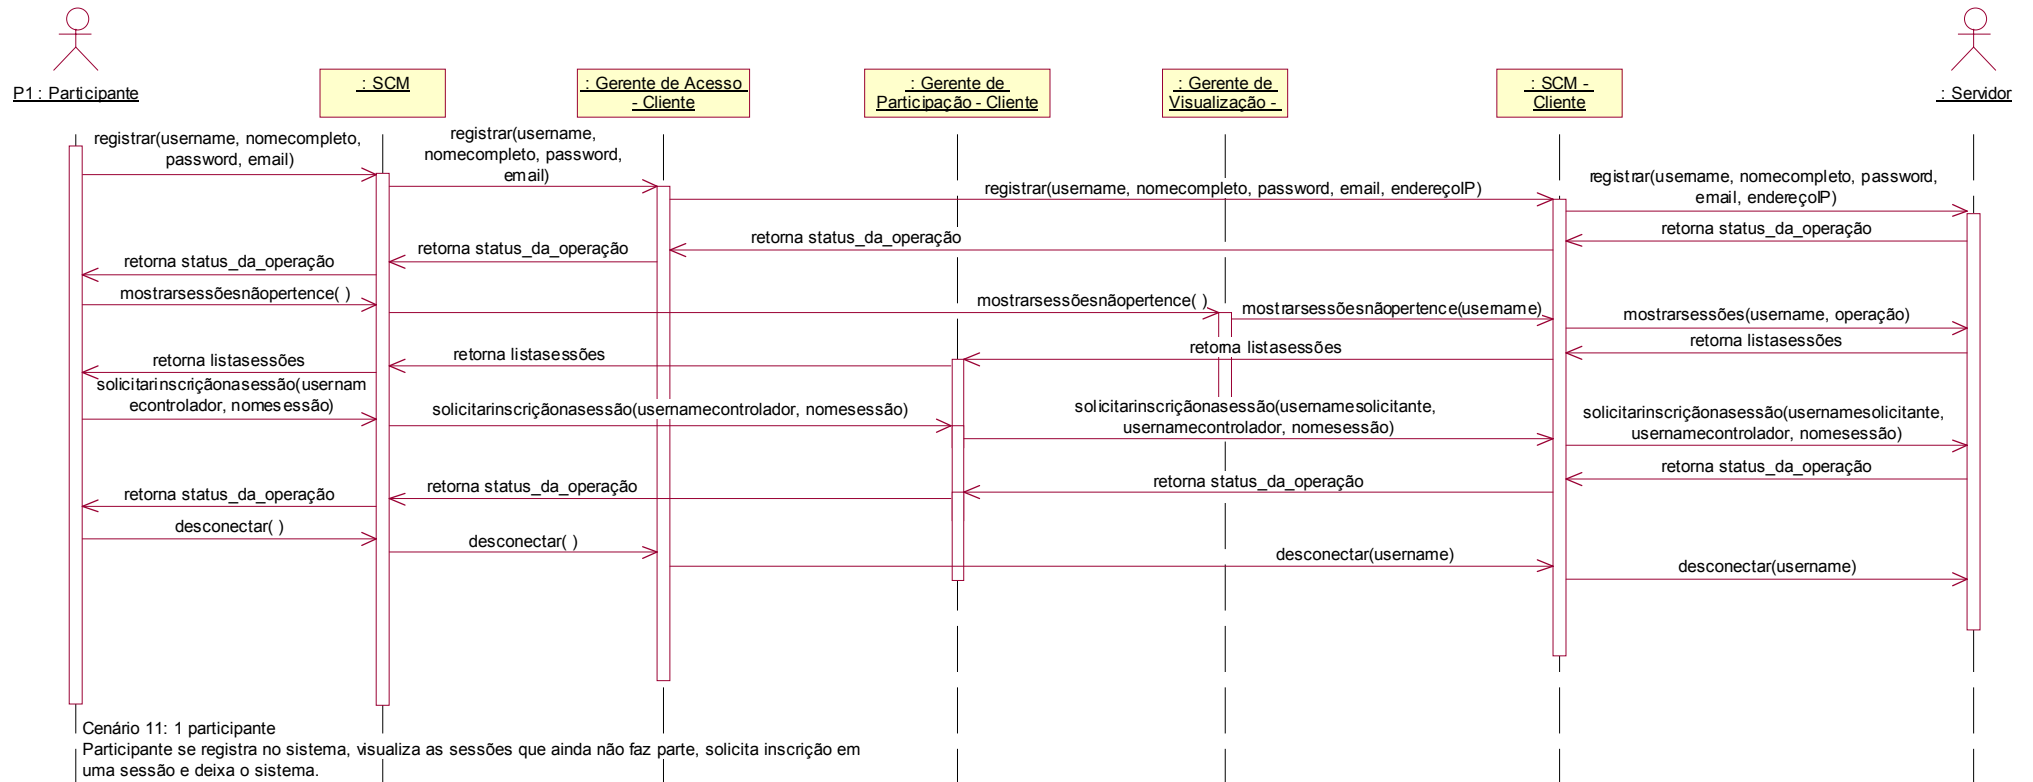 P1 : Participante
: SCM
: Gerente de Acesso
- Cliente
: Gerente de
Participação - Cliente
: Gerente de
Visualização -
: SCM -
Cliente
: Servidor
registrar(username, nomecompleto,
password, email)
registrar(username,
nomecompleto, password,
email)
registrar(username, nomecompleto, password, email, endereçoIP)
registrar(username, nomecompleto, password,
email, endereçoIP)
retorna status_da_operação
retorna status_da_operação
retorna status_da_operação
retorna status_da_operação
mostrarsessõesnãopertence( )
mostrarsessõesnãopertence( )
mostrarsessõesnãopertence(username)
mostrarsessões(username, operação)
retorna listasessões
retorna listasessões
retorna listasessões
retorna listasessões
solicitarinscriçãonasessão(usernam
econtrolador, nomesessão)
solicitarinscriçãonasessão(usernamecontrolador, nomesessão)
solicitarinscriçãonasessão(usernamesolicitante,
usernamecontrolador, nomesessão)
solicitarinscriçãonasessão(usernamesolicitante,
usernamecontrolador, nomesessão)
retorna status_da_operação
retorna status_da_operação
retorna status_da_operação
retorna status_da_operação
desconectar( )
desconectar( )
desconectar(username)
desconectar(username)
Cenário 11: 1 participante
Participante se registra no sistema, visualiza as sessões que ainda não faz parte, solicita inscrição em
uma sessão e deixa o sistema.